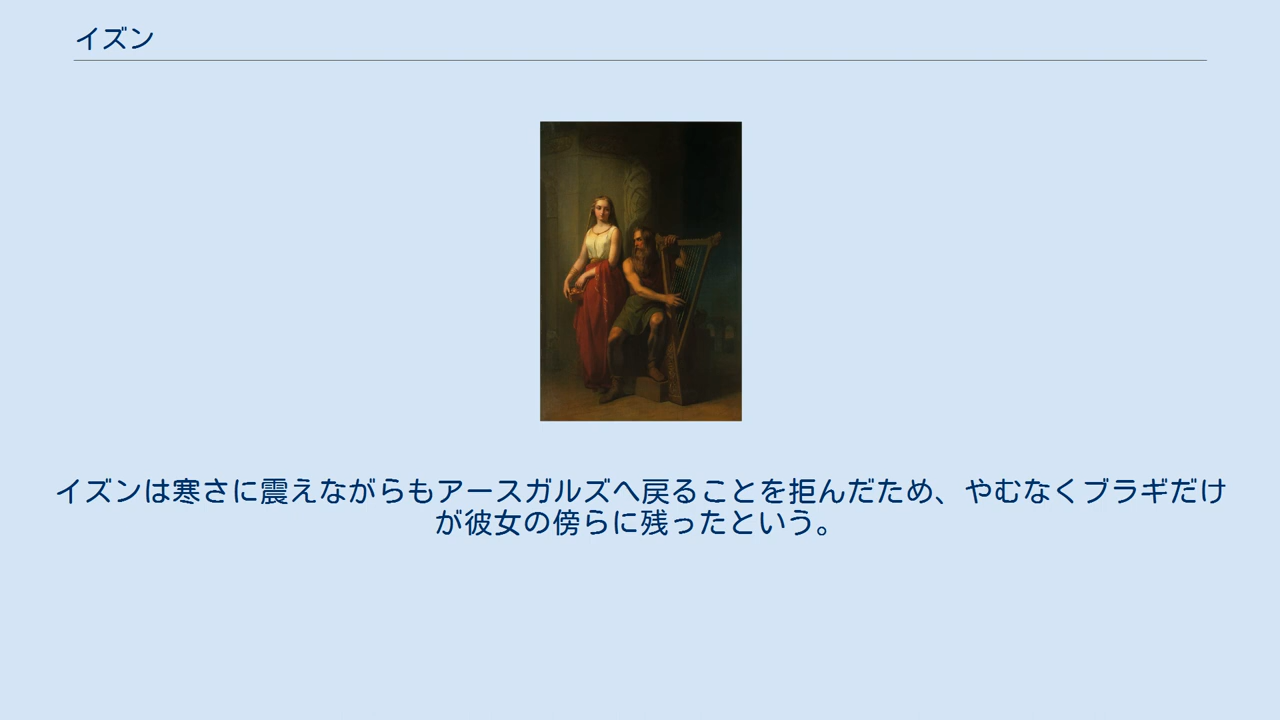 イズン
イズンは寒さに震えながらもアースガルズへ戻ることを拒んだため、やむなくブラギだけ
が彼女の傍らに残ったという。